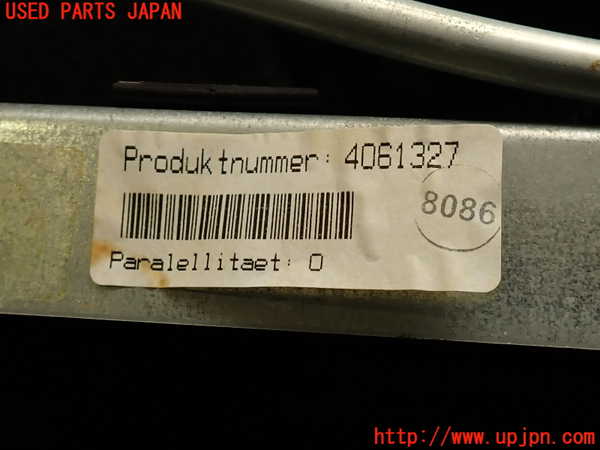 USED PARTS JAPAN
Produktnummer: 4061327
8086
Paralellitaet: 0
http://www.upjpn.com/